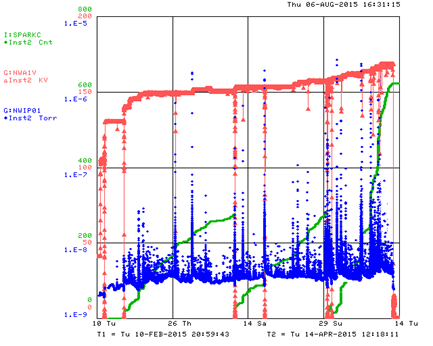 Thu 06-AUG-2015 16:31:15
800
200
1.E-5
I:SPARKC
Inst2 Cnt
G:NWA1V
Inst2 KV
G:NWIP01
Inst2 Torr
600
150
1.E-6
400
100
1.E-7
200
50
1.E-8
0
0
1.E-9
10 Tu
26 Th
14 Sa
29 Su
14 Tu
T1 = Tu 10-FEB-2015 20:59:43
T2 = Tu 14-APR-2015 12:18:11